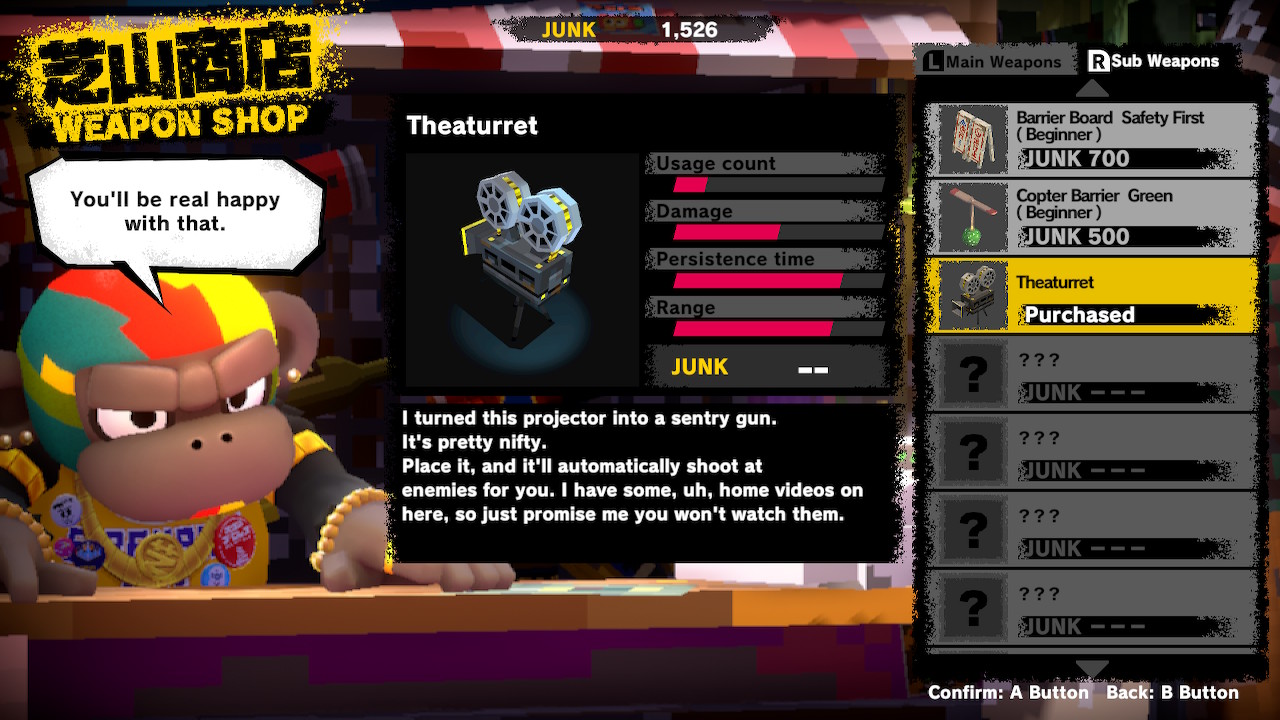 芝山商店
WEAPON SHOP
You'll be real happy
with that.
JUNK 1,526
Theaturret
Usage count
Damage
Persistence time
Range
JUNK --
I turned this projector into a sentry gun.
It's pretty nifty.
Place it, and it'll automatically shoot at
enemies for you. I have some, uh, home videos on
here, so just promise me you won't watch them.
L Main Weapons R Sub Weapons
Barrier Board Safety First
( Beginner )
JUNK 700
Copter Barrier Green
( Beginner )
JUNK 500
Theaturret
Purchased
? ???
JUNK ---
? ???
JUNK ---
? ???
JUNK ---
? ???
JUNK ---
Confirm: A Button Back: B Button